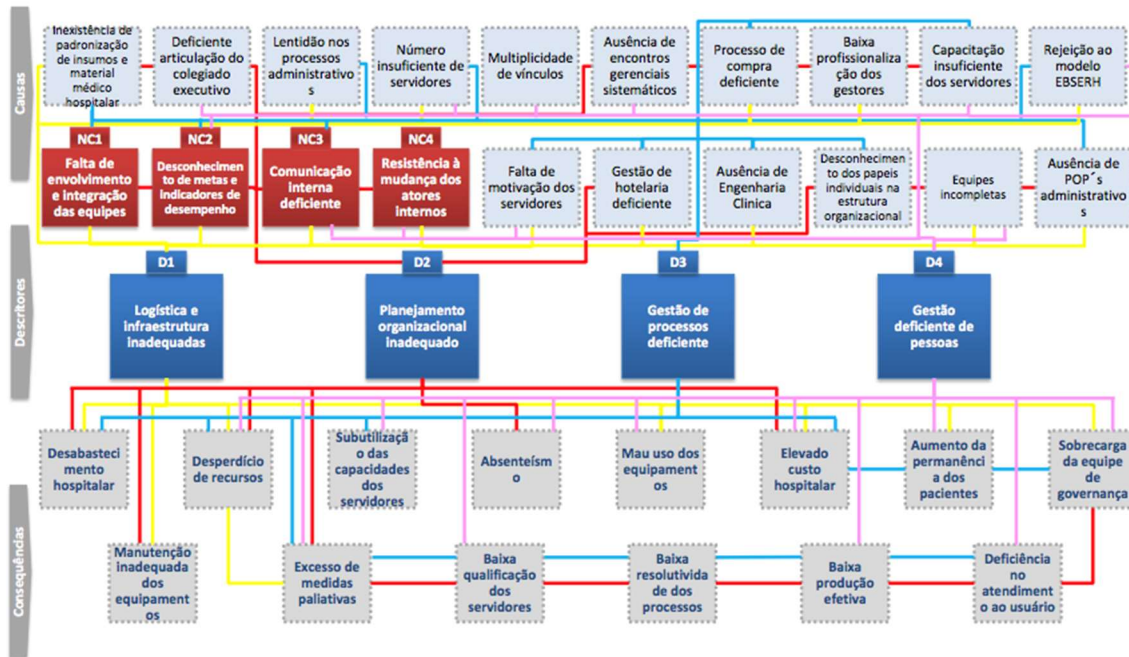 Causas
Inexistência de
padronização
de insumos e
material
médico
hospitalar
Deficiente
articulação do
colegiado
executivo
Lentidão nos
processos
administrativo
s
Número
insuficiente de
servidores
Multiplicidade
de vínculos
Ausência de
encontros
gerenciais
sistemáticos
Processo de
compra
deficiente
Baixa
profissionaliza
ção dos
gestores
Capacitação
insuficiente
dos servidores
Rejeição ao
modelo
EBSERH
NC1
Falta de
envolvimento
e integração
das equipes
NC2
Desconhecimen
to de metas e
indicadores de
desempenho
NC3
Comunicação
interna
deficiente
NC4
Resistência à
mudança dos
atores
internos
Falta de
motivação dos
servidores
Gestão de
hotelaria
deficiente
Ausência de
Engenharia
Clinica
Desconhecimen
to dos papeis
individuais na
estrutura
organizacional
Equipes
incompletas
Ausência de
POP´s
administrativo
s
Descritores
D1
Logística e
infraestrutura
inadequadas
D2
Planejamento
organizacional
inadequado
D3
Gestão de
processos
deficiente
D4
Gestão
deficiente de
pessoas
Consequências
Desabasteci
mento
hospitalar
Desperdício
de recursos
Subutilizaçã
o das
capacidades
dos
servidores
Absenteísm
o
Mau uso dos
equipament
os
Elevado
custo
hospitalar
Aumento da
permanênci
a dos
pacientes
Sobrecarga
da equipe
de
governança
Manutenção
inadequada
dos
equipament
os
Excesso de
medidas
paliativas
Baixa
qualificação
dos
servidores
Baixa
resolutivida
de dos
processos
Baixa
produção
efetiva
Deficiência
no
atendiment
o ao usuário